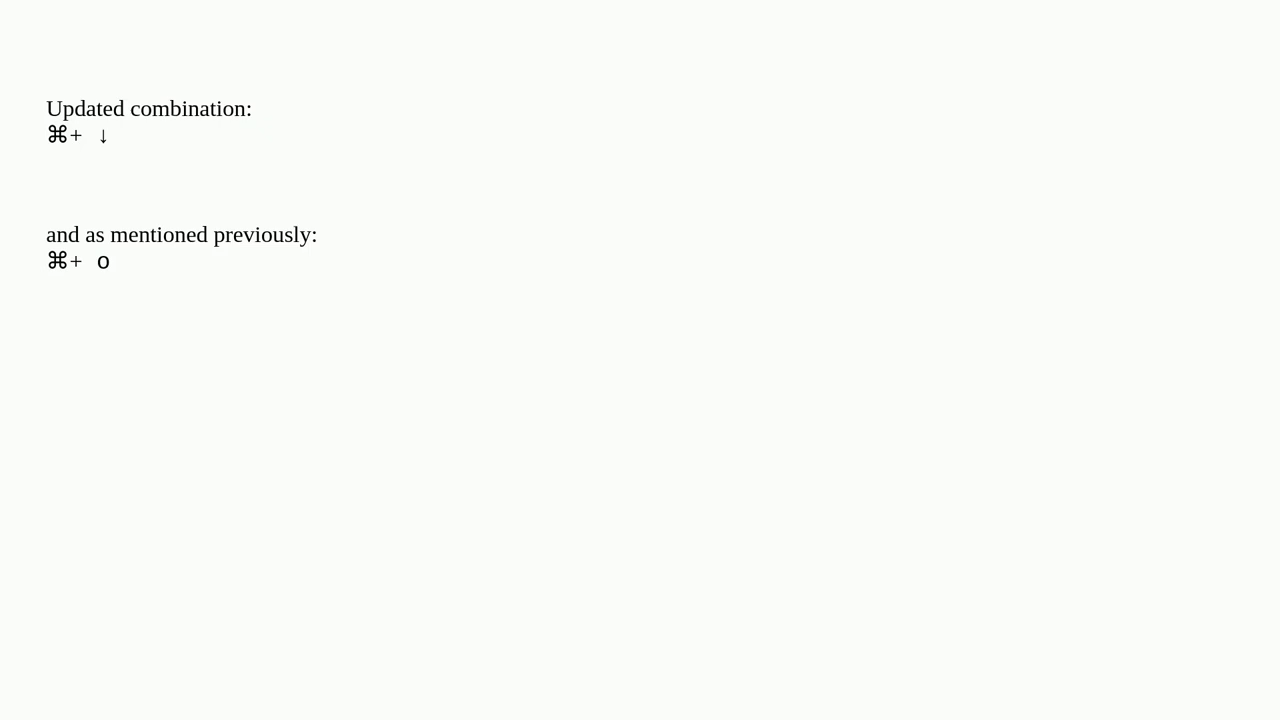 Updated combination:
⌘+ ↓
and as mentioned previously:
⌘+ o